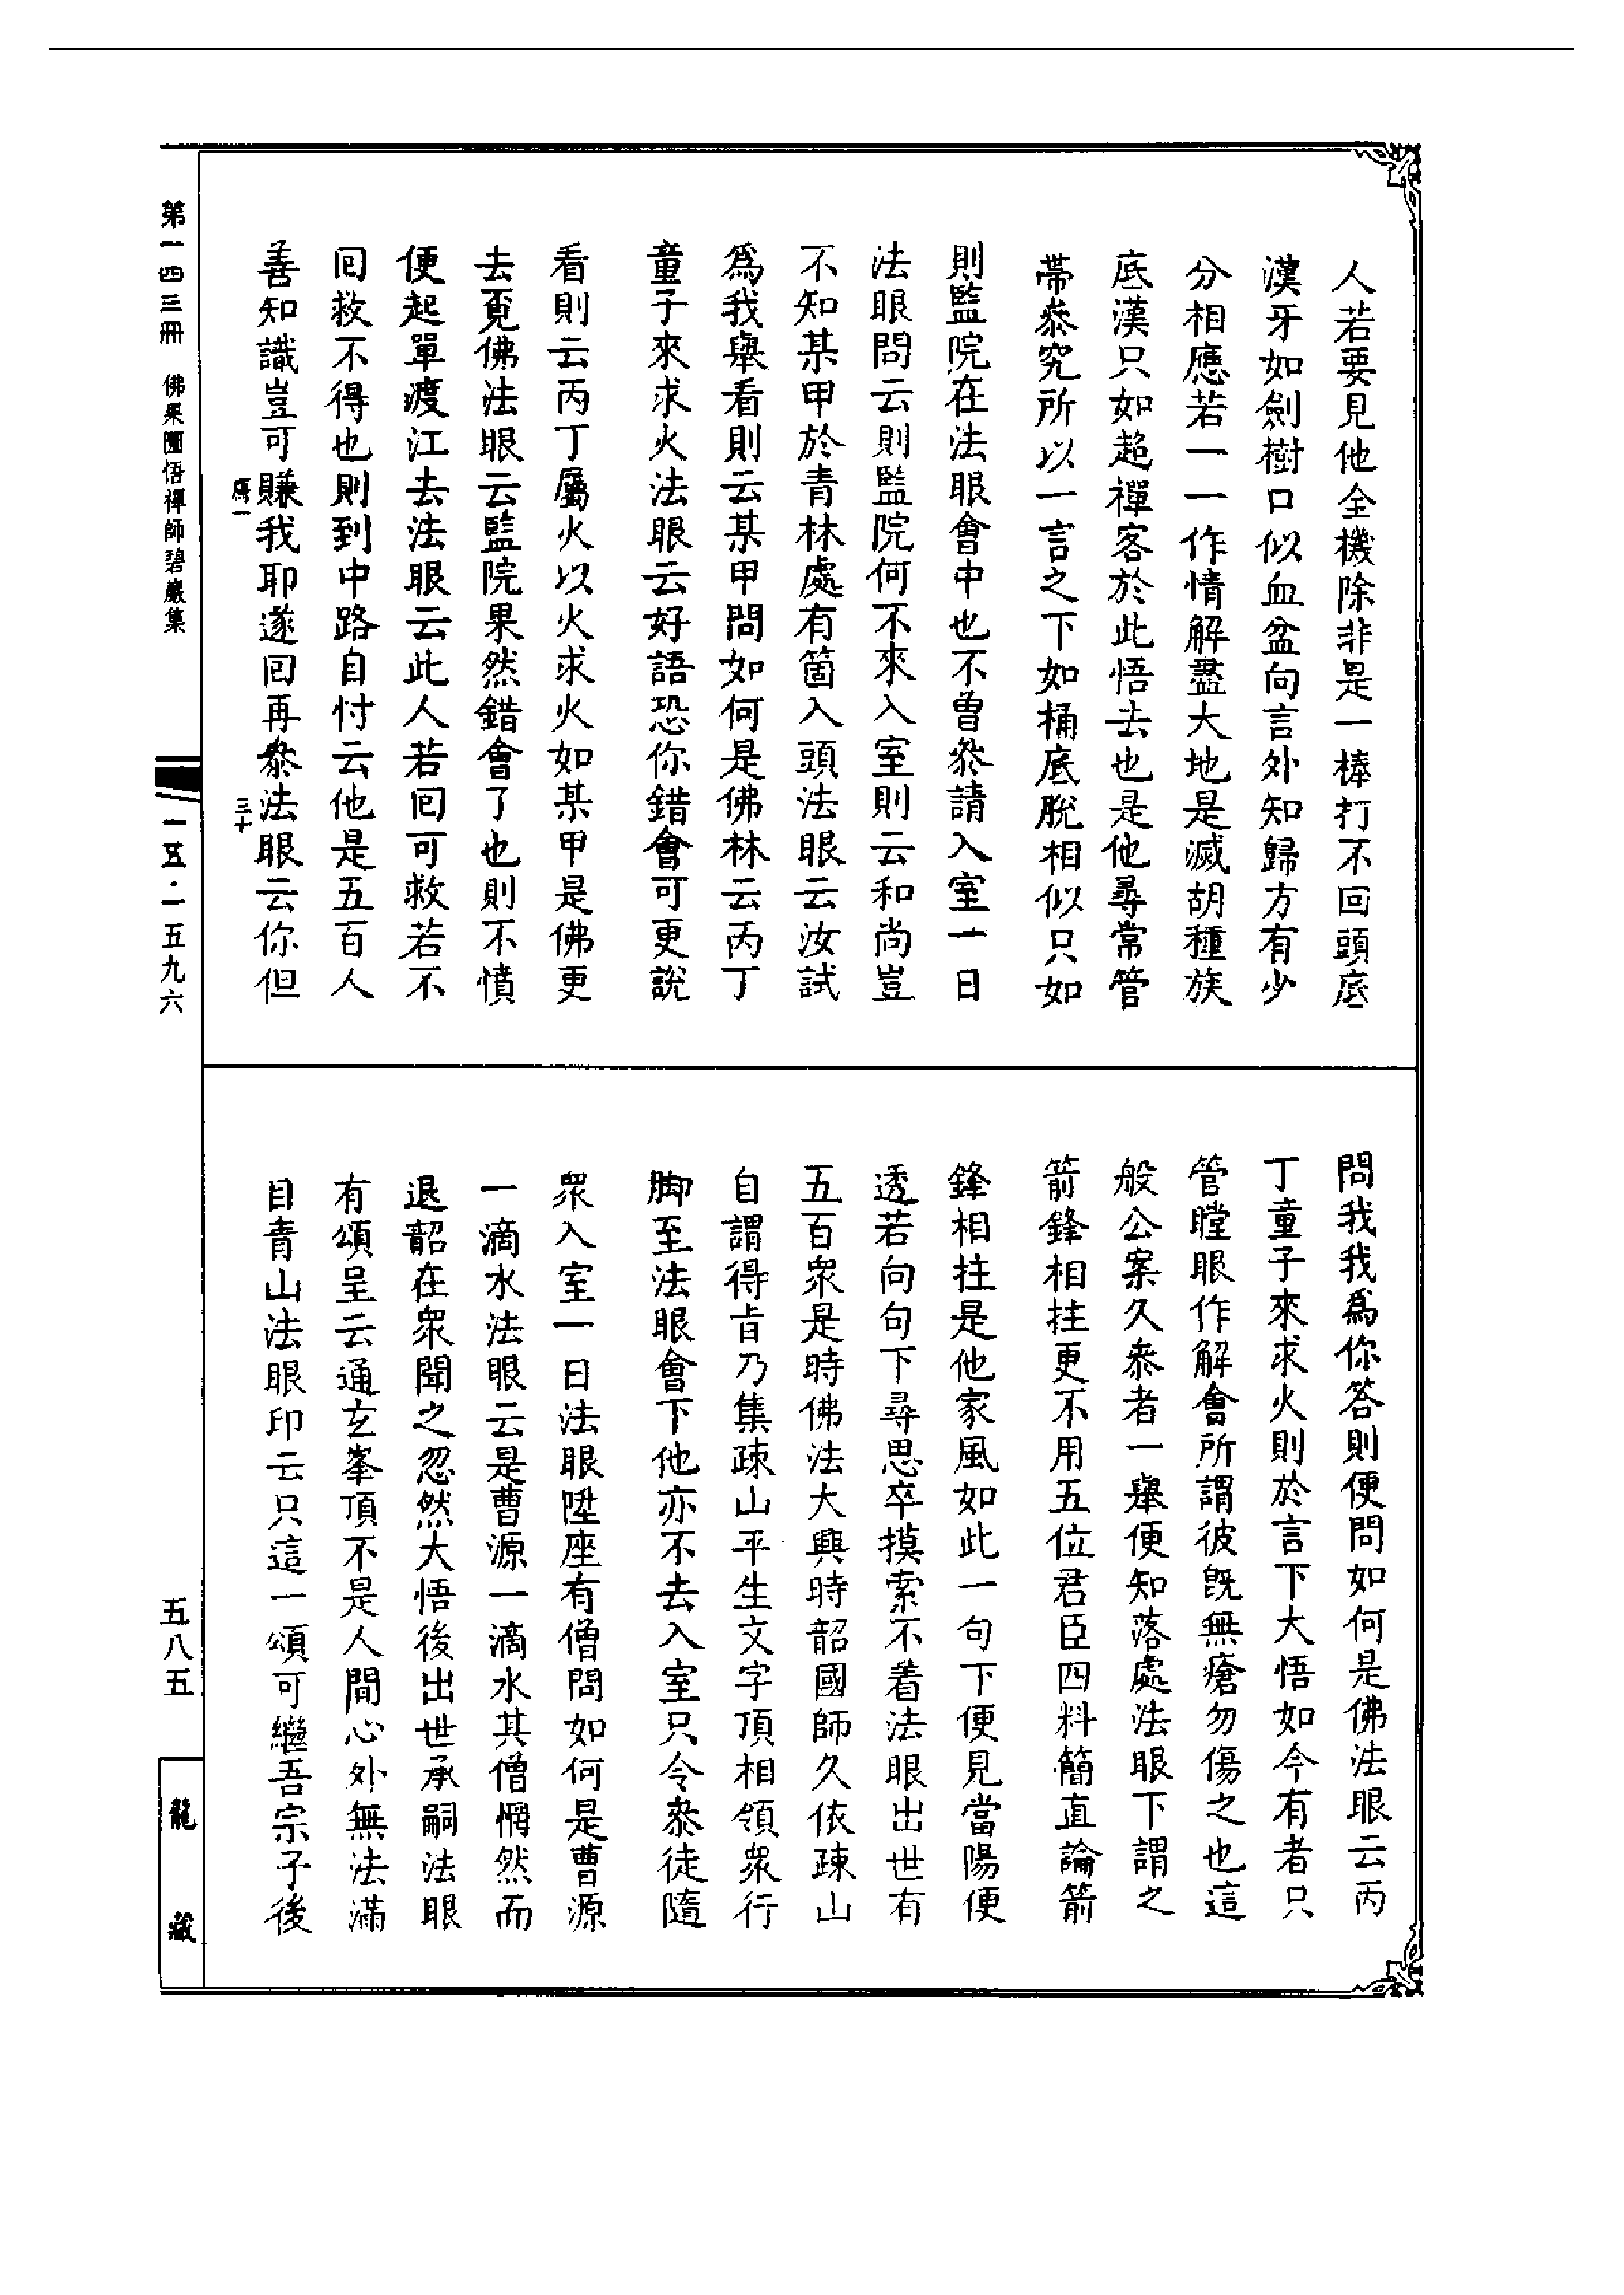 人若要見他全機除非是一棒打不回頭底
漢牙如劍樹口似血盆向言外知歸方有少
分相應若一一作情解盡大地是滅胡種族
底漢只如超禪客於此悟去也是他尋常管
帶叅究所以一言之下如桶底脫相似只如
則監院在法眼會中也不曾叅請入室一日
法眼問云則監院何不來入室則云和尚豈
不知某甲於青林處有箇入頭法眼云汝試
為我舉看則云某甲問如何是佛林云丙丁
童子來求火法眼云好語恐你錯會可更說
看則云丙丁屬火以火求火如某甲是佛更
去覓佛法眼云監院果然錯會了也則不憤
便起單渡江去法眼云此人若回可救若不
回救不得也則到中路自忖云他是五百人
善知識豈可賺我耶遂回再叅法眼云你但
三十
問我我為你答則便問如何是佛法眼云丙
丁童子來求火則於言下大悟如今有者只
管瞠眼作解會所謂彼既無瘡勿傷之也這
般公案久叅者一舉便知落處法眼下謂之
箭鋒相拄更不用五位君臣四料簡直論箭
鋒相拄是他家風如此一句下便見當陽便
透若向句下尋思卒摸索不着法眼出世有
五百衆是時佛法大興時韶國師久依疎山
自謂得旨乃集疎山平生文字頂相領衆行
脚至法眼會下他亦不去入室只令叅徒隨
衆入室一日法眼陞座有僧問如何是曹源
一滴水法眼云是曹源一滴水其僧惘然而
退韶在衆聞之忽然大悟後出世承嗣法眼
有頌呈云通玄峯頂不是人間心外無法滿
目青山法眼印云只這一頌可繼吾宗子後
第一四三冊 佛果圜悟禪師碧巖集
一五·一五九六
五八五
龍藏